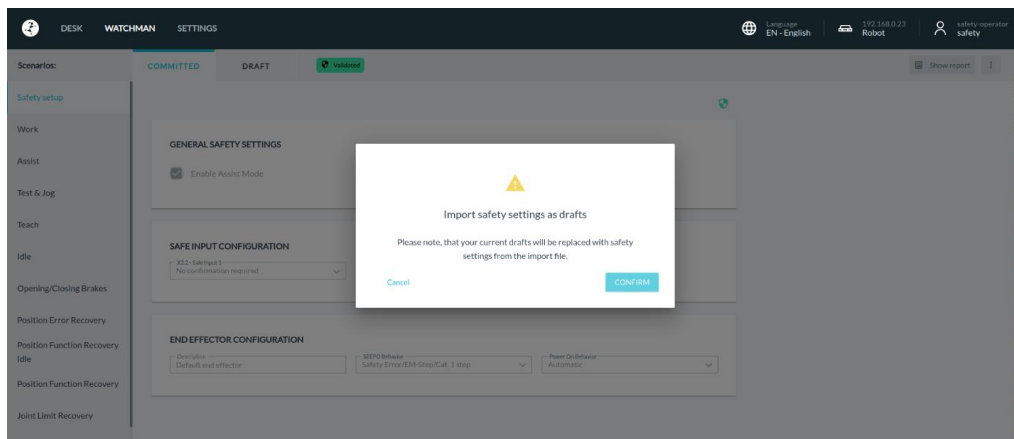 DESK WATCHMAN SETTINGS
Language
EN - English
192.168.0.23
Robot
safety-operator
safety
Scenarios:
COMMITTED DRAFT Validated Show report
Safety setup
Work
Assist
Test & Jog
Teach
Idle
Opening/Closing Brakes
Position Error Recovery
Position Function Recovery
Idle
Position Function Recovery
Joint Limit Recovery
GENERAL SAFETY SETTINGS
Enable Assist Mode
SAFE INPUT CONFIGURATION
X3.2 - Safe Input 1
No confirmation required
Import safety settings as drafts
Please note, that your current drafts will be replaced with safety
settings from the import file.
Cancel CONFIRM
END EFFECTOR CONFIGURATION
Description
Default end effector
SEEPO Behavior
Safety Error/EM-Stop/Cat. 1 stop
Power On Behavior
Automatic